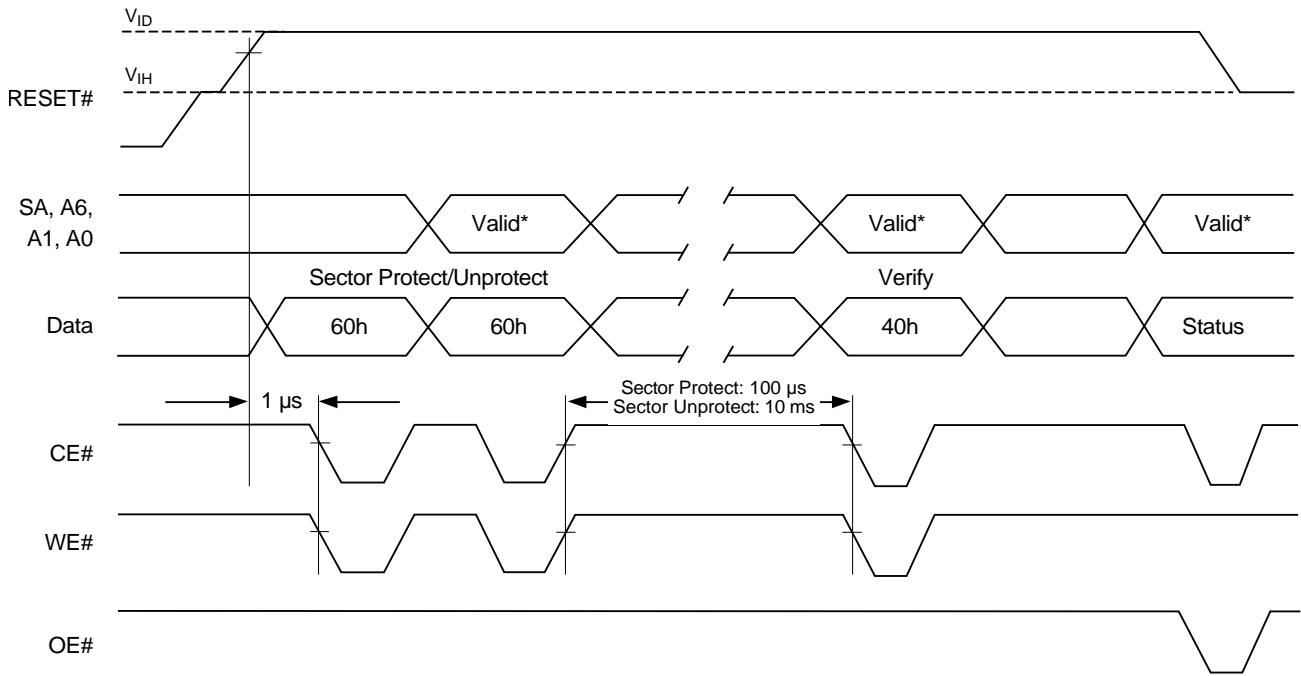 VID
VIH
RESET#
SA, A6,
A1, A0
Valid*
Valid*
Valid*
Sector Protect/Unprotect
Verify
Data
60h
60h
40h
Status
1 µs
Sector Protect: 100 µs
Sector Unprotect: 10 ms
CE#
WE#
OE#